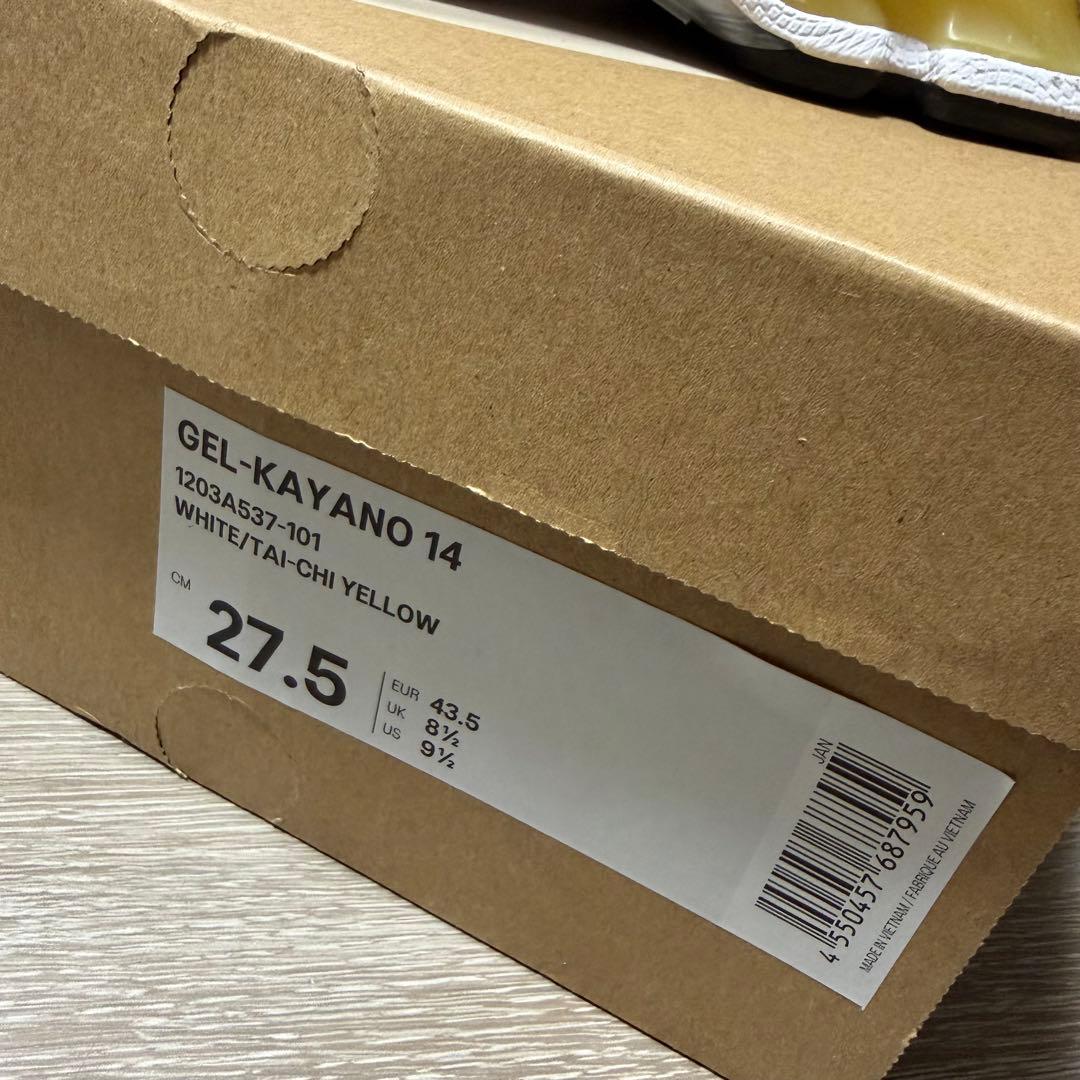 GEL-KAYANO 14
1203A537-101
WHITE/TAI-CHI YELLOW
CM
27.5
EUR 43.5
UK 8½
US 9½
JAN
4 550457 687959
MADE IN VIETNAM / FABRIQUE AU VIETNAM